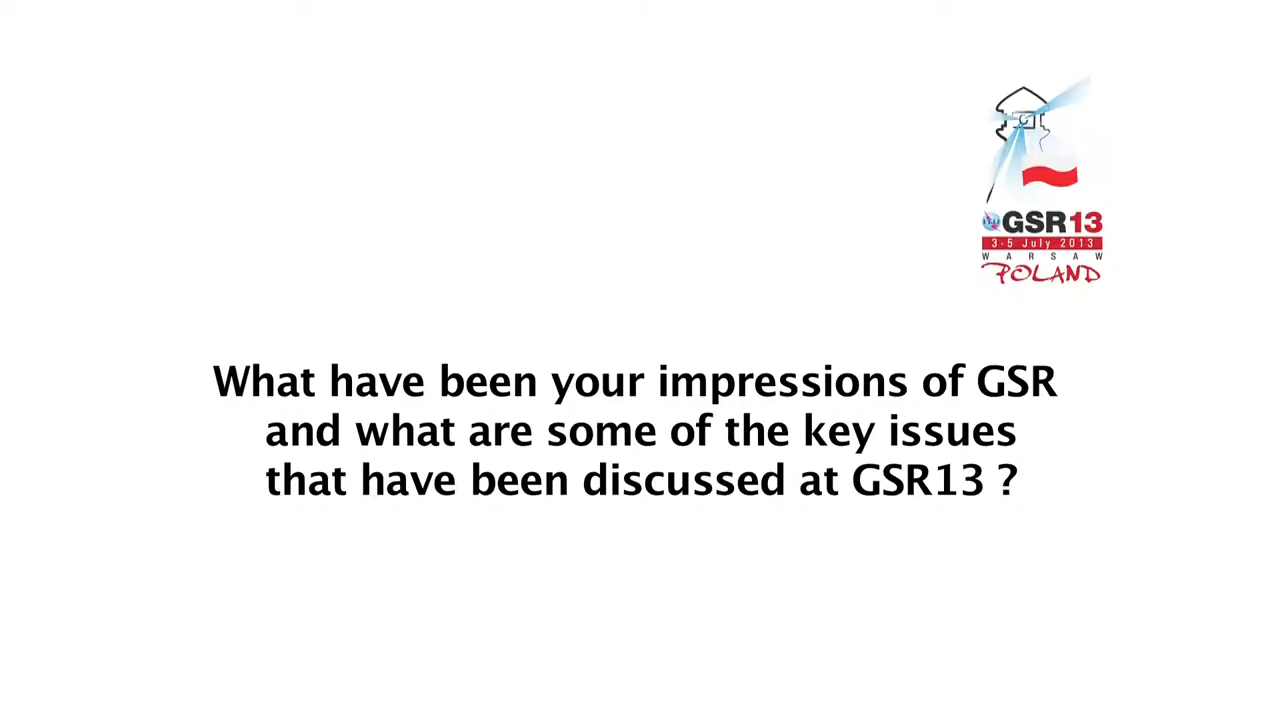 GSR13
3-5 July 2013
WARSAW
POLAND
What have been your impressions of GSR
and what are some of the key issues
that have been discussed at GSR13 ?